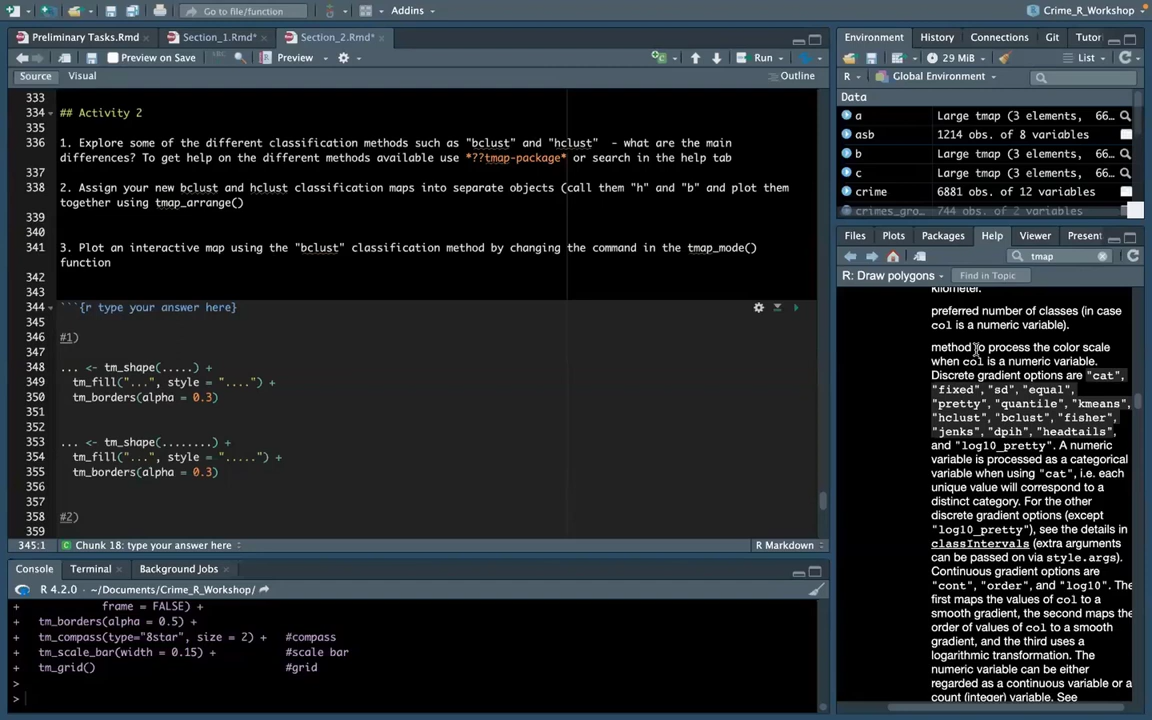 Go to file/function
Addins
Crime_R_Workshop
Preliminary Tasks.Rmd
Section_1.Rmd*
Section_2.Rmd*
Preview on Save
ABC
Preview
Run
Source
Visual
Outline
333
334 ## Activity 2
335
336 1. Explore some of the different classification methods such as "bclust" and "hclust"  - what are the main
differences? To get help on the different methods available use *??tmap-package* or search in the help tab
337
338 2. Assign your new bclust and hclust classification maps into separate objects (call them "h" and "b" and plot them
together using tmap_arrange()
339
340
341 3. Plot an interactive map using the "bclust" classification method by changing the command in the tmap_mode()
function
342
343
344 ```{r type your answer here}
345
346 #1)
347
348 ... <- tm_shape(.....) +
349 tm_fill("...", style = "....") +
350 tm_borders(alpha = 0.3)
351
352
353 ... <- tm_shape(........) +
354 tm_fill("...", style = ".....") +
355 tm_borders(alpha = 0.3)
356
357
358 #2)
359
345:1
Chunk 18: type your answer here
R Markdown
Console
Terminal
Background Jobs
R 4.2.0 · ~/Documents/Crime_R_Workshop/
+ frame = FALSE) +
+ tm_borders(alpha = 0.5) +
+ tm_compass(type="8star", size = 2) + #compass
+ tm_scale_bar(width = 0.15) + #scale bar
+ tm_grid() #grid
>
>
Environment
History
Connections
Git
Tutor
29 MiB
List
R
Global Environment
Data
a Large tmap (3 elements, 66…
asb 1214 obs. of 8 variables
b Large tmap (3 elements, 66…
c Large tmap (3 elements, 66…
crime 6881 obs. of 12 variables
crimes_gro… 744 obs. of 2 variables
Files
Plots
Packages
Help
Viewer
Present
tmap
R: Draw polygons
Find in Topic
kilometer.
preferred number of classes (in case
col is a numeric variable).
method to process the color scale
when col is a numeric variable.
Discrete gradient options are "cat",
"fixed", "sd", "equal",
"pretty", "quantile", "kmeans",
"hclust", "bclust", "fisher",
"jenks", "dpih", "headtails",
and "log10_pretty". A numeric
variable is processed as a categorical
variable when using "cat", i.e. each
unique value will correspond to a
distinct category. For the other
discrete gradient options (except
"log10_pretty"), see the details in
classIntervals (extra arguments
can be passed on via style.args).
Continuous gradient options are
"cont", "order", and "log10". The
first maps the values of col to a
smooth gradient, the second maps the
order of values of col to a smooth
gradient, and the third uses a
logarithmic transformation. The
numeric variable can be either
regarded as a continuous variable or a
count (integer) variable. See